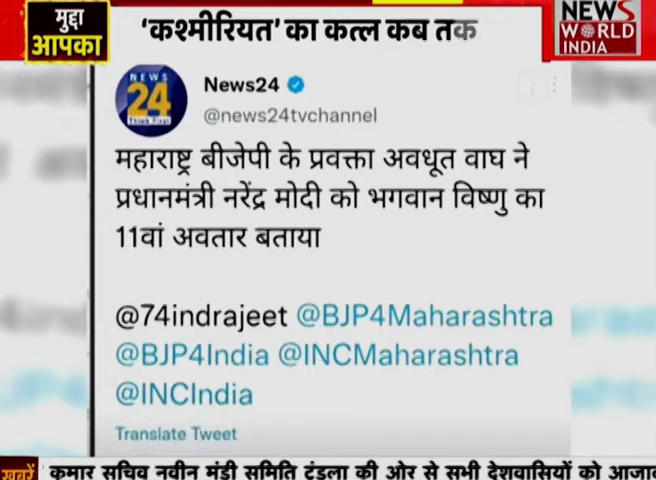 मुद्दा
आपका
‘कश्मीरियत’ का कत्ल कब तक
NEWS
WORLD
INDIA
NEWS
24
Think First
News24
@news24tvchannel
महाराष्ट्र बीजेपी के प्रवक्ता अवधूत वाघ ने
प्रधानमंत्री नरेंद्र मोदी को भगवान विष्णु का
11वां अवतार बताया
@74indrajeet @BJP4Maharashtra
@BJP4India @INCMaharashtra
@INCIndia
Translate Tweet
खबरें कुमार सचिव नवीन मंडी समिति टूंडला की ओर से सभी देशवासियों को